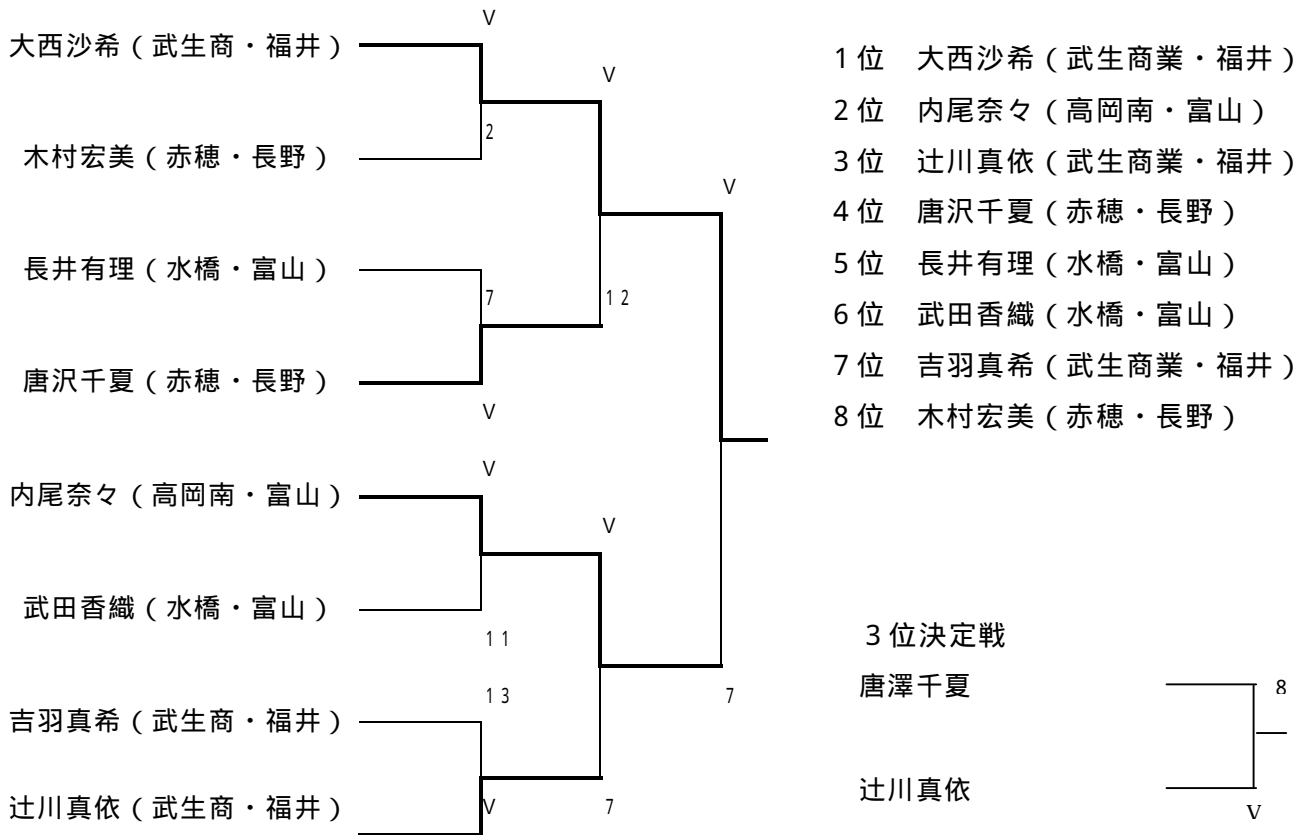 V
大西沙希（武生商・福井）
V
2
木村宏美（赤穂・長野）
V
長井有理（水橋・富山）
7
12
唐沢千夏（赤穂・長野）
V
V
内尾奈々（高岡南・富山）
V
武田香織（水橋・富山）
11
13
7
吉羽真希（武生商・福井）
辻川真依（武生商・福井）
V
7
1位　大西沙希（武生商業・福井）
2位　内尾奈々（高岡南・富山）
3位　辻川真依（武生商業・福井）
4位　唐沢千夏（赤穂・長野）
5位　長井有理（水橋・富山）
6位　武田香織（水橋・富山）
7位　吉羽真希（武生商業・福井）
8位　木村宏美（赤穂・長野）
3位決定戦
唐澤千夏
8
辻川真依
V